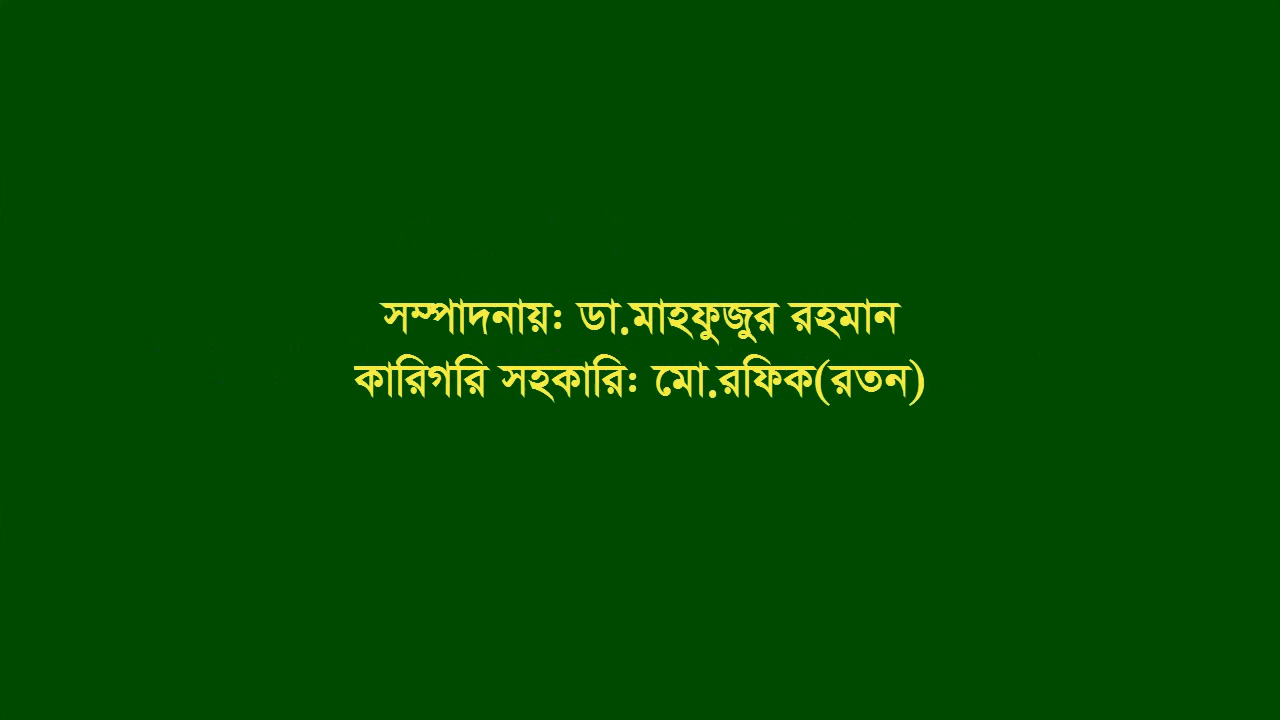 সম্পাদনায়: ডা.মাহফুজুর রহমান
কারিগরি সহকারি: মো.রফিক(রতন)